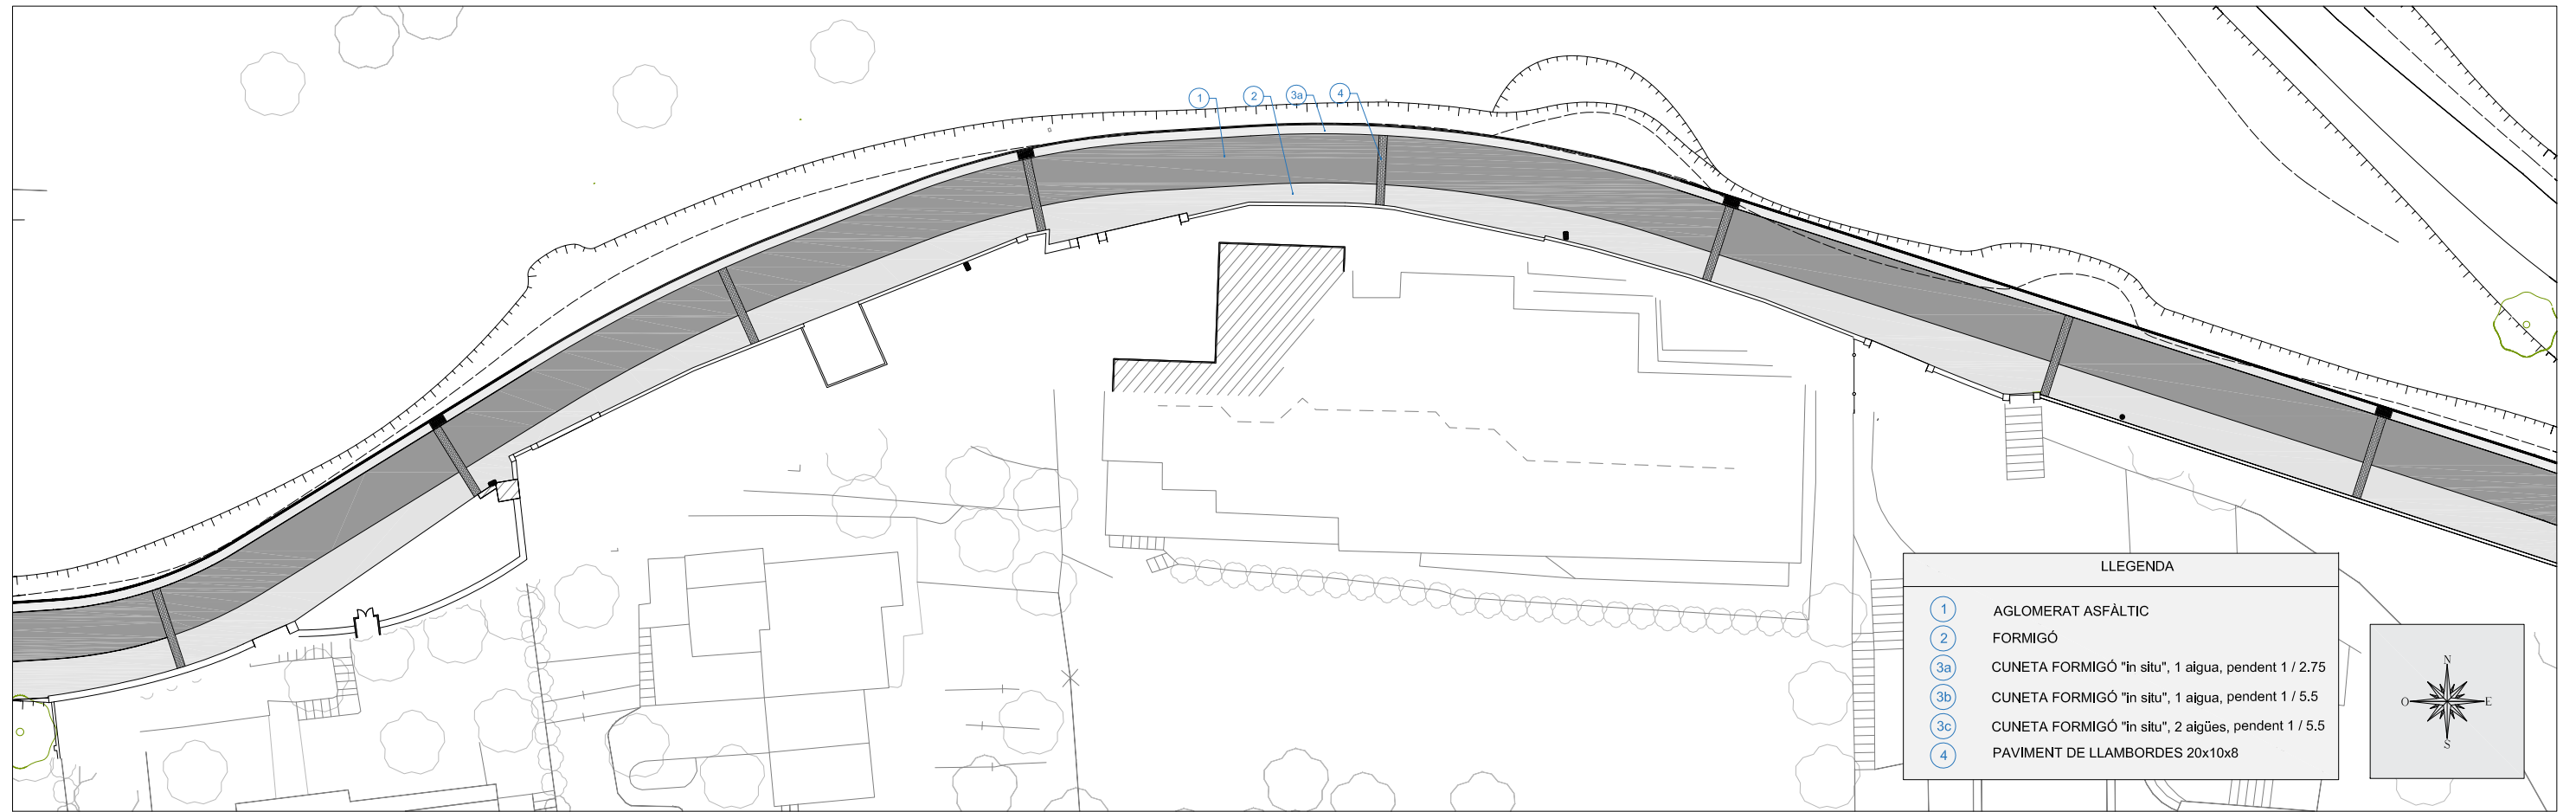 1 2 3a 4
LLEGENDA
1 AGLOMERAT ASFÀLTIC
2 FORMIGÓ
3a CUNETA FORMIGÓ "in situ", 1 aigua, pendent 1 / 2.75
3b CUNETA FORMIGÓ "in situ", 1 aigua, pendent 1 / 5.5
3c CUNETA FORMIGÓ "in situ", 2 aigües, pendent 1 / 5.5
4 PAVIMENT DE LLAMBORDES 20x10x8
N
O E
S